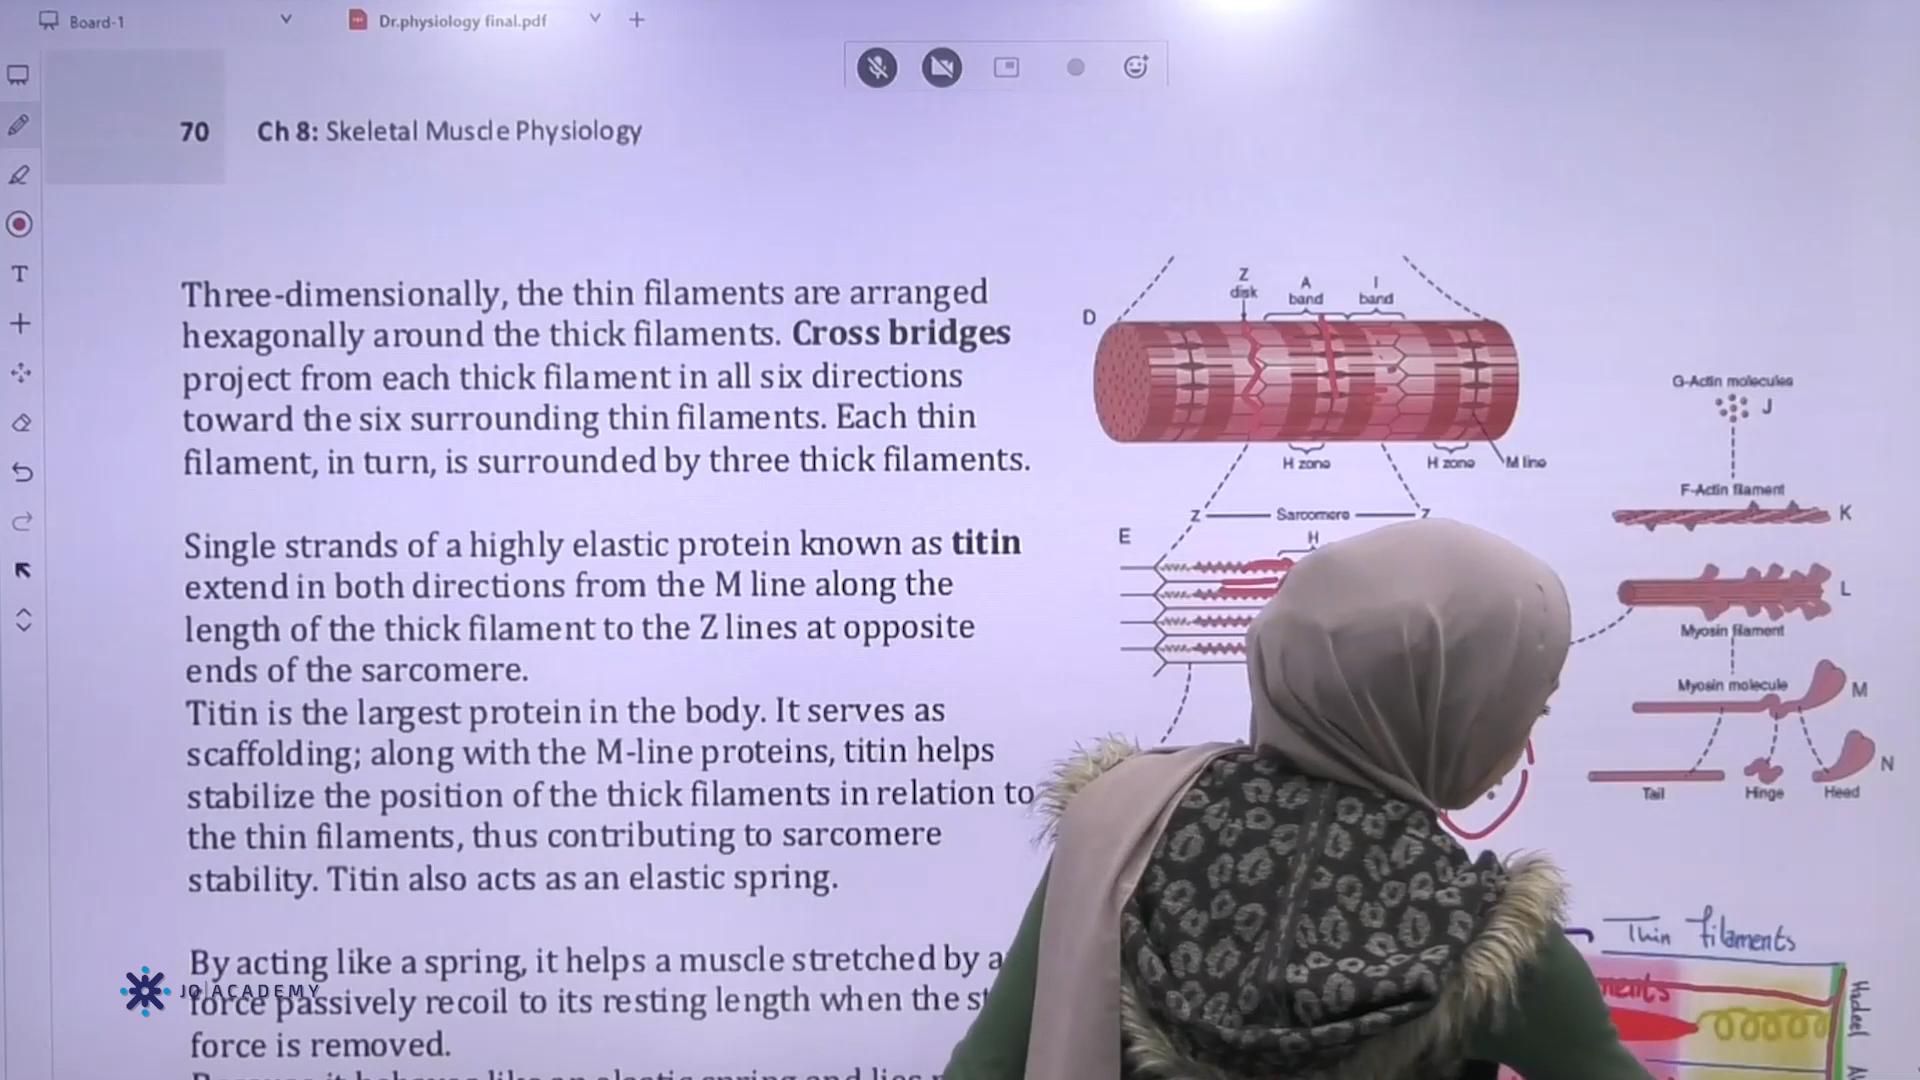 Board-1
Dr.physiology final.pdf
70 Ch 8: Skeletal Muscle Physiology
Three-dimensionally, the thin filaments are arranged
hexagonally around the thick filaments. Cross bridges
project from each thick filament in all six directions
toward the six surrounding thin filaments. Each thin
filament, in turn, is surrounded by three thick filaments.
Single strands of a highly elastic protein known as titin
extend in both directions from the M line along the
length of the thick filament to the Z lines at opposite
ends of the sarcomere.
Titin is the largest protein in the body. It serves as
scaffolding; along with the M-line proteins, titin helps
stabilize the position of the thick filaments in relation to
the thin filaments, thus contributing to sarcomere
stability. Titin also acts as an elastic spring.
By acting like a spring, it helps a muscle stretched by a
force passively recoil to its resting length when the
force is removed.
JO ACADEMY
D
Z
disk
A
band
I
band
H zone
H zone
M line
Z Sarcomere Z
E
H
G-Actin molecules
J
F-Actin filament
K
L
Myosin filament
Myosin molecule
M
N
Tail
Hinge
Head
Thin filaments
Hadeel